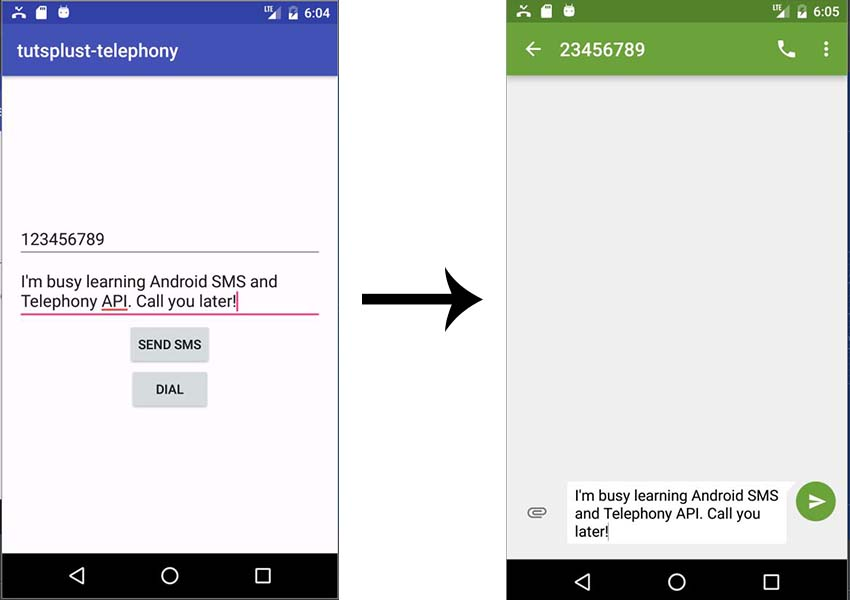 LTE 6:04
tutsplust-telephony
123456789
I'm busy learning Android SMS and
Telephony API. Call you later!
SEND SMS
DIAL
LTE 6:05
23456789
I'm busy learning Android SMS
and Telephony API. Call you
later!